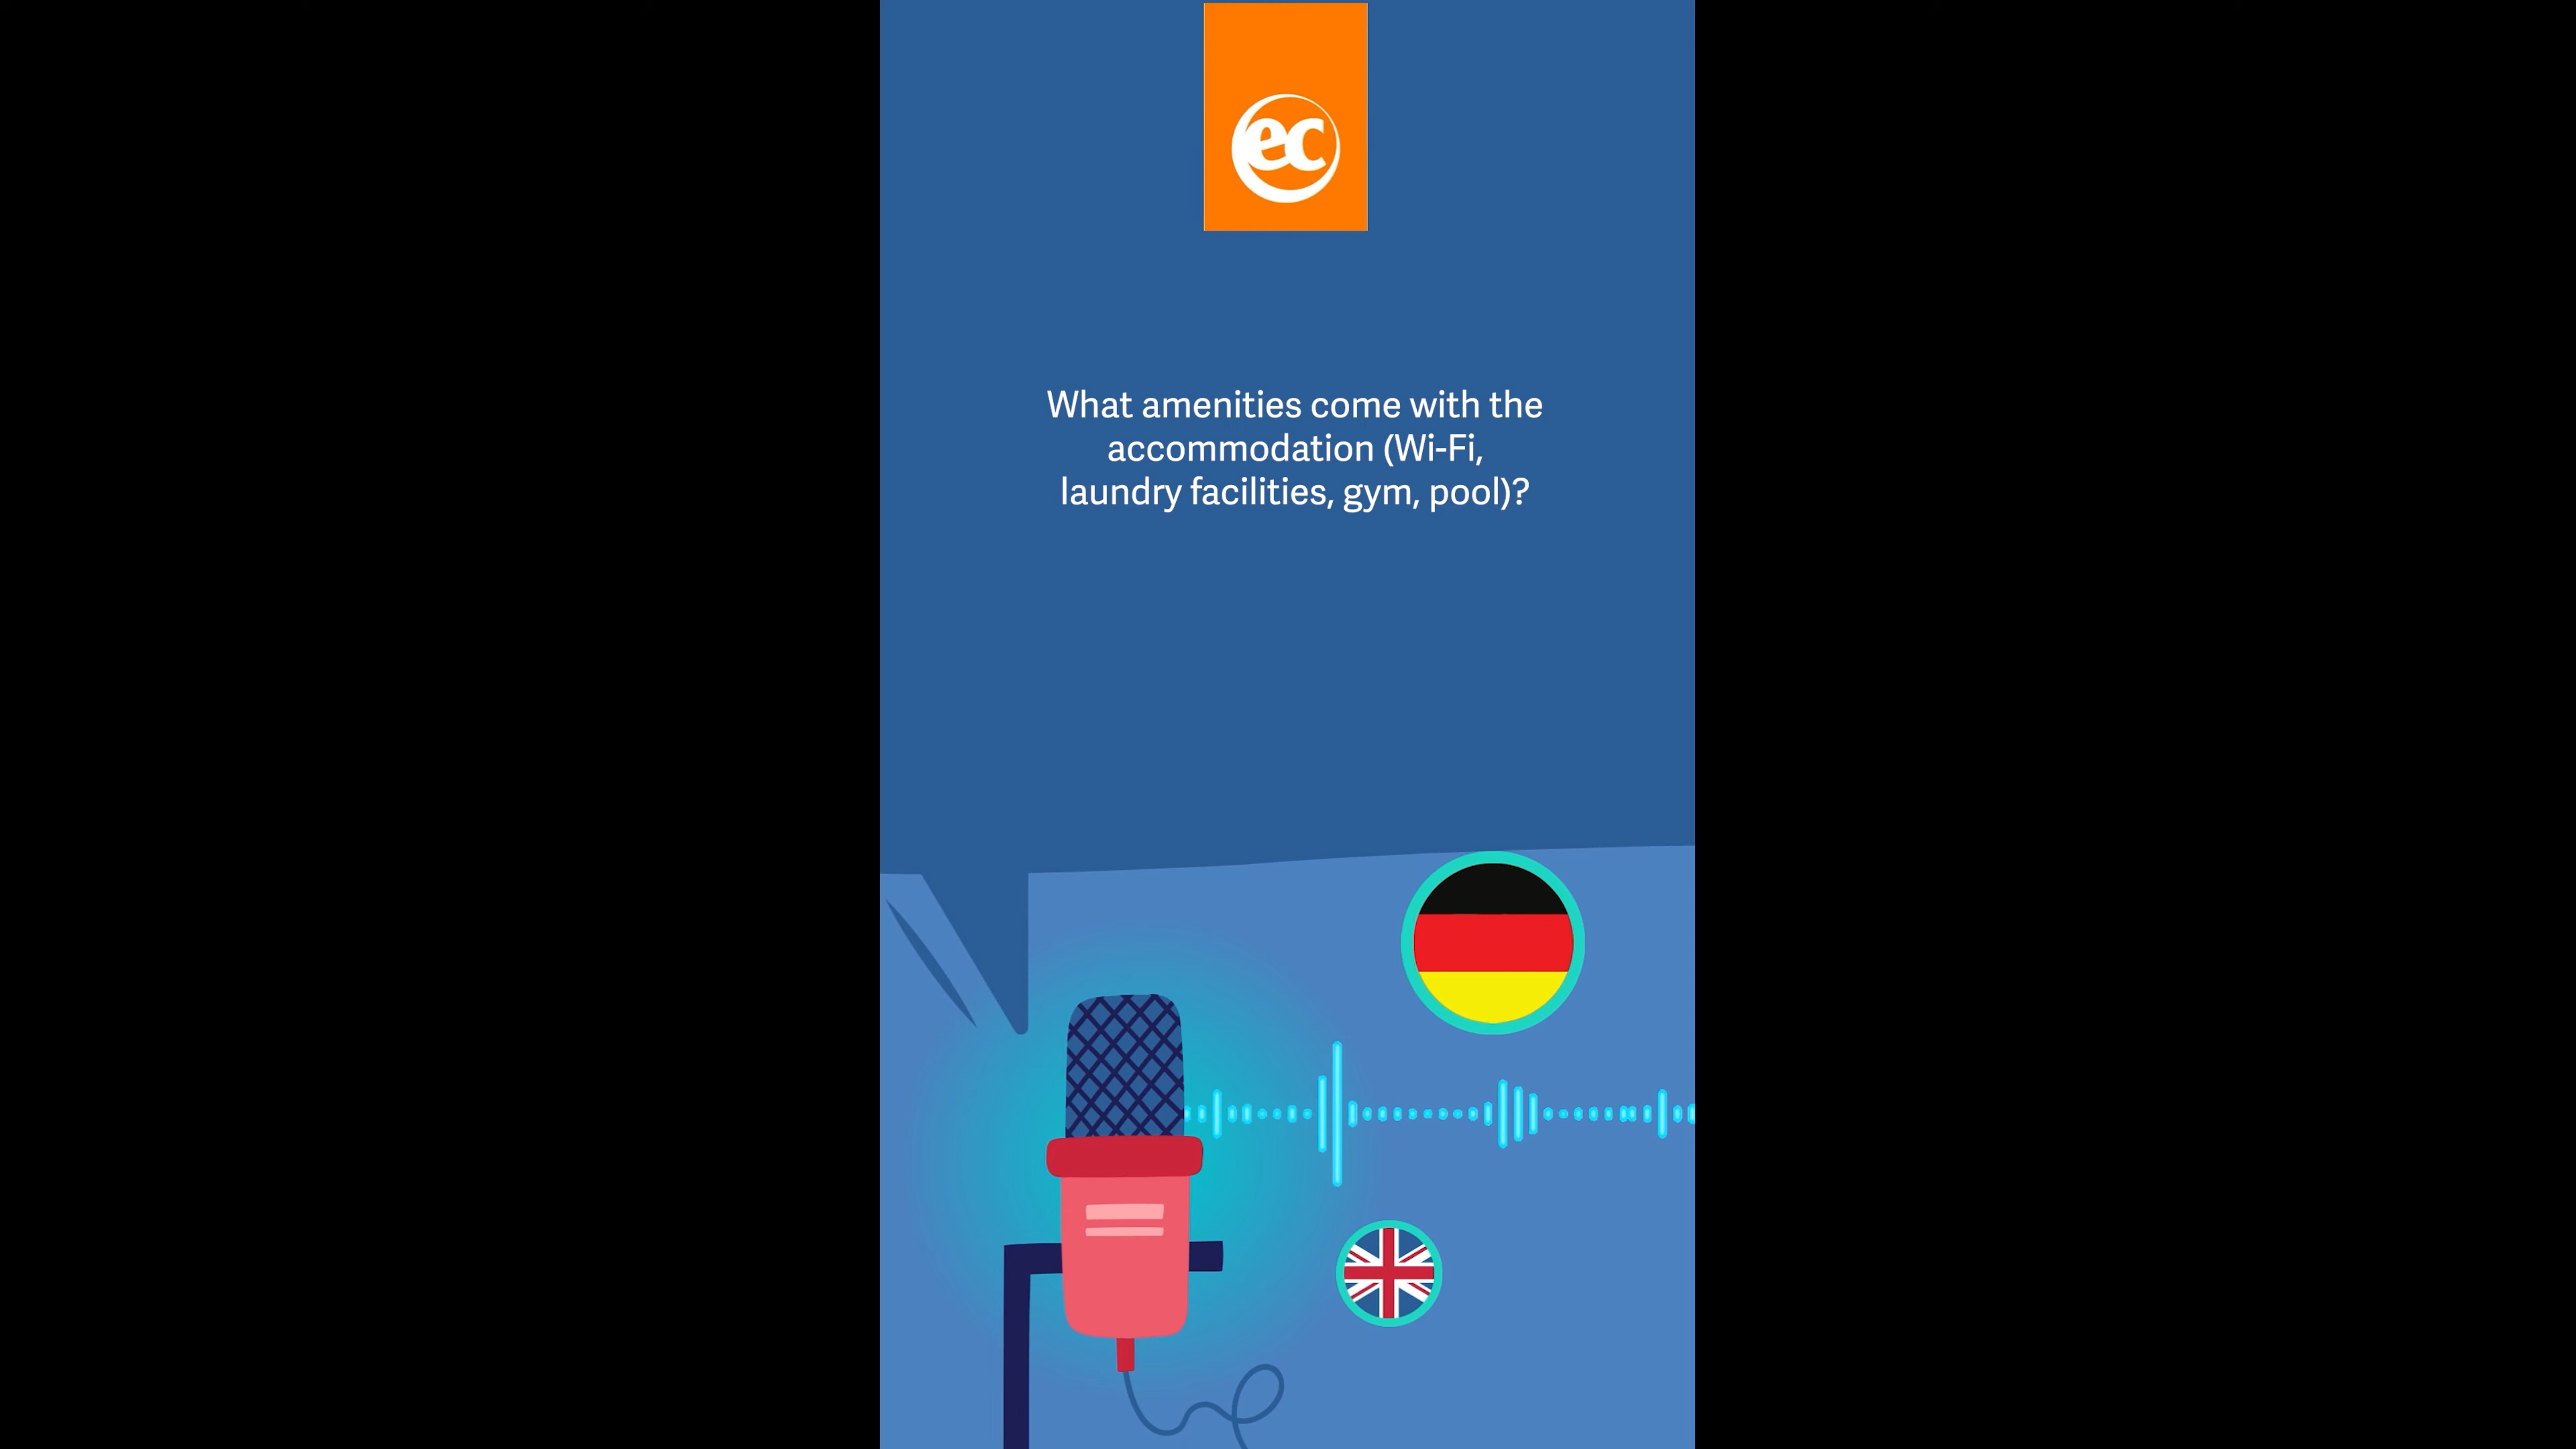 ec
What amenities come with the
accommodation (Wi-Fi,
laundry facilities, gym, pool)?